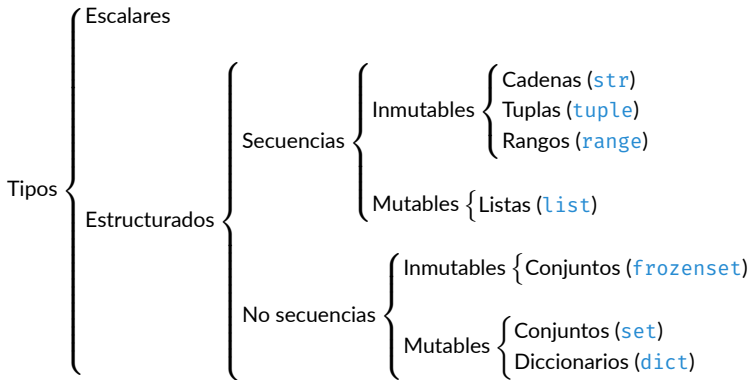 Tipos
Escalares
Estructurados
Secuencias
Inmutables
Cadenas (str)
Tuplas (tuple)
Rangos (range)
Mutables
Listas (list)
No secuencias
Inmutables
Conjuntos (frozenset)
Mutables
Conjuntos (set)
Diccionarios (dict)